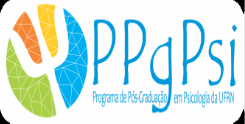 PPgPsi
Programa de Pós-Graduação em Psicologia da UFRN